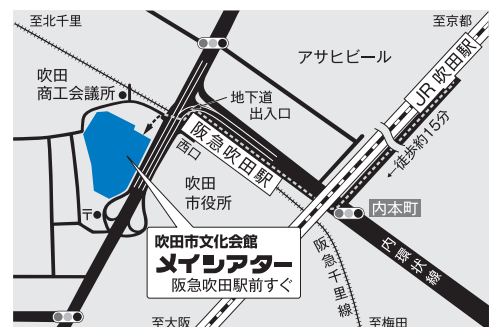 至北千里
至京都
アサヒビール
JR 吹田駅
吹田
商工会議所
地下道
出入口
阪急吹田駅
西口
徒歩約15分
吹田
市役所
〒
内本町
吹田市文化会館
メインアター
阪急吹田駅前すぐ
阪急千里線
内環状線
至大阪
至梅田